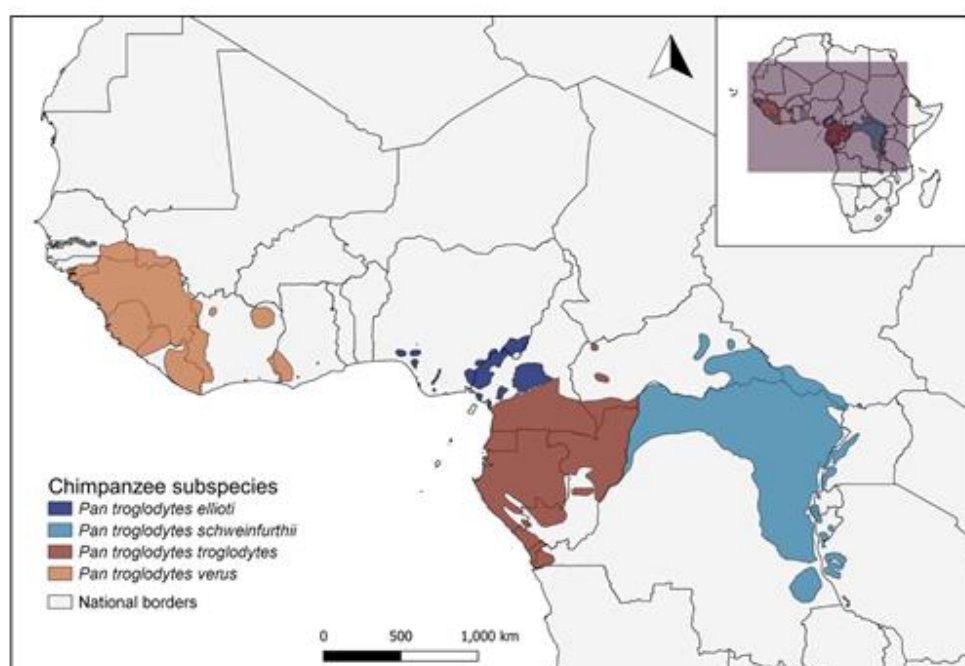 Chimpanzee subspecies
Pan troglodytes ellioti
Pan troglodytes schweinfurthii
Pan troglodytes troglodytes
Pan troglodytes verus
National borders
0 500 1,000 km